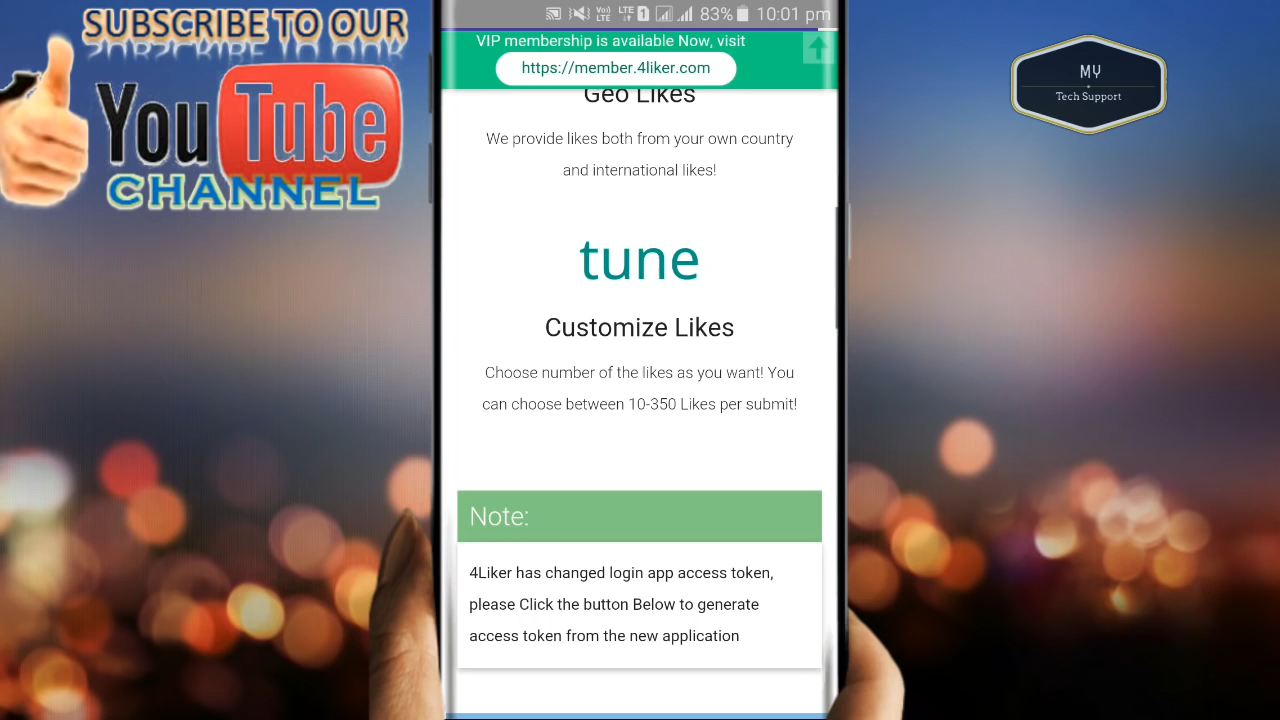 SUBSCRIBE TO OUR
YouTube
CHANNEL
Voj) LTE LTE 1 83% 10:01 pm
VIP membership is available Now, visit
https://member.4liker.com
Geo Likes
We provide likes both from your own country
and international likes!
tune
Customize Likes
Choose number of the likes as you want! You
can choose between 10-350 Likes per submit!
Note:
4Liker has changed login app access token,
please Click the button Below to generate
access token from the new application
MY
Tech Support